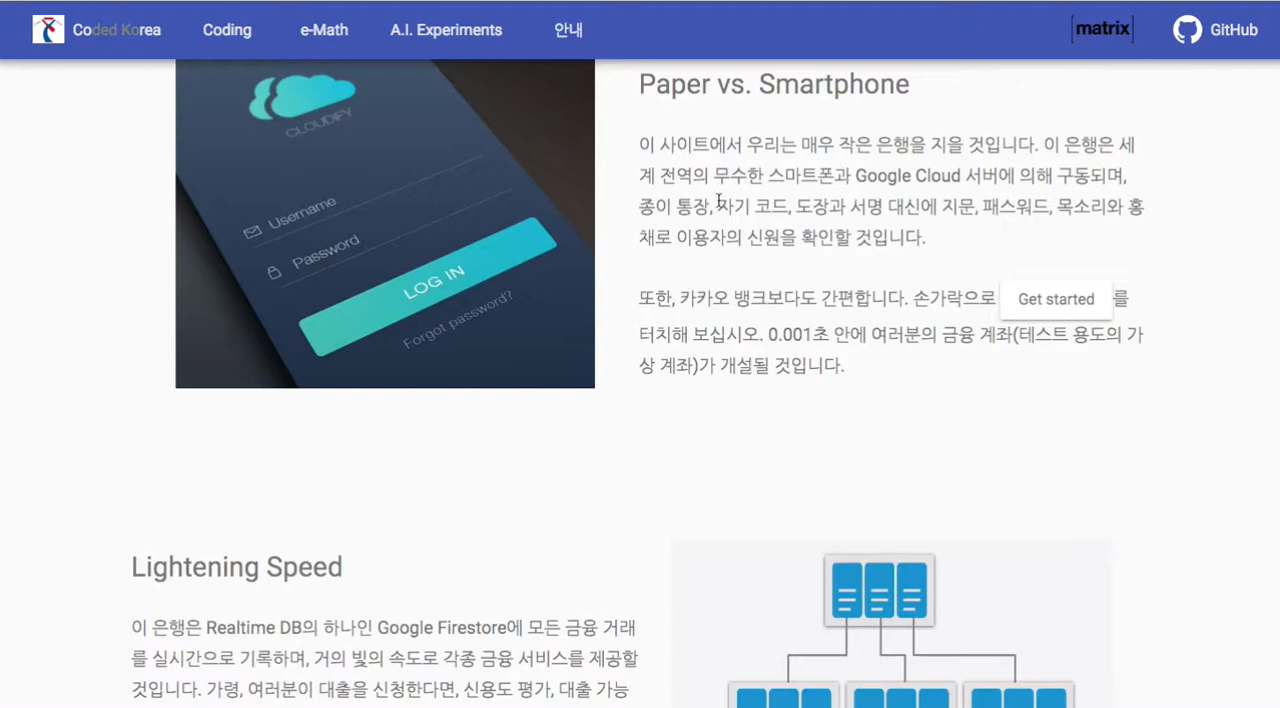 Coded Korea
Coding
e-Math
A.I. Experiments
안내
matrix
GitHub
CLOUDIFY
Username
Password
LOG IN
Forgot password?
Paper vs. Smartphone
이 사이트에서 우리는 매우 작은 은행을 지을 것입니다. 이 은행은 세
계 전역의 무수한 스마트폰과 Google Cloud 서버에 의해 구동되며,
종이 통장, 자기 코드, 도장과 서명 대신에 지문, 패스워드, 목소리와 홍
채로 이용자의 신원을 확인할 것입니다.
또한, 카카오 뱅크보다도 간편합니다. 손가락으로 Get started 를
터치해 보십시오. 0.001초 안에 여러분의 금융 계좌(테스트 용도의 가
상 계좌)가 개설될 것입니다.
Lightening Speed
이 은행은 Realtime DB의 하나인 Google Firestore에 모든 금융 거래
를 실시간으로 기록하며, 거의 빛의 속도로 각종 금융 서비스를 제공할
것입니다. 가령, 여러분이 대출을 신청한다면, 신용도 평가, 대출 가능